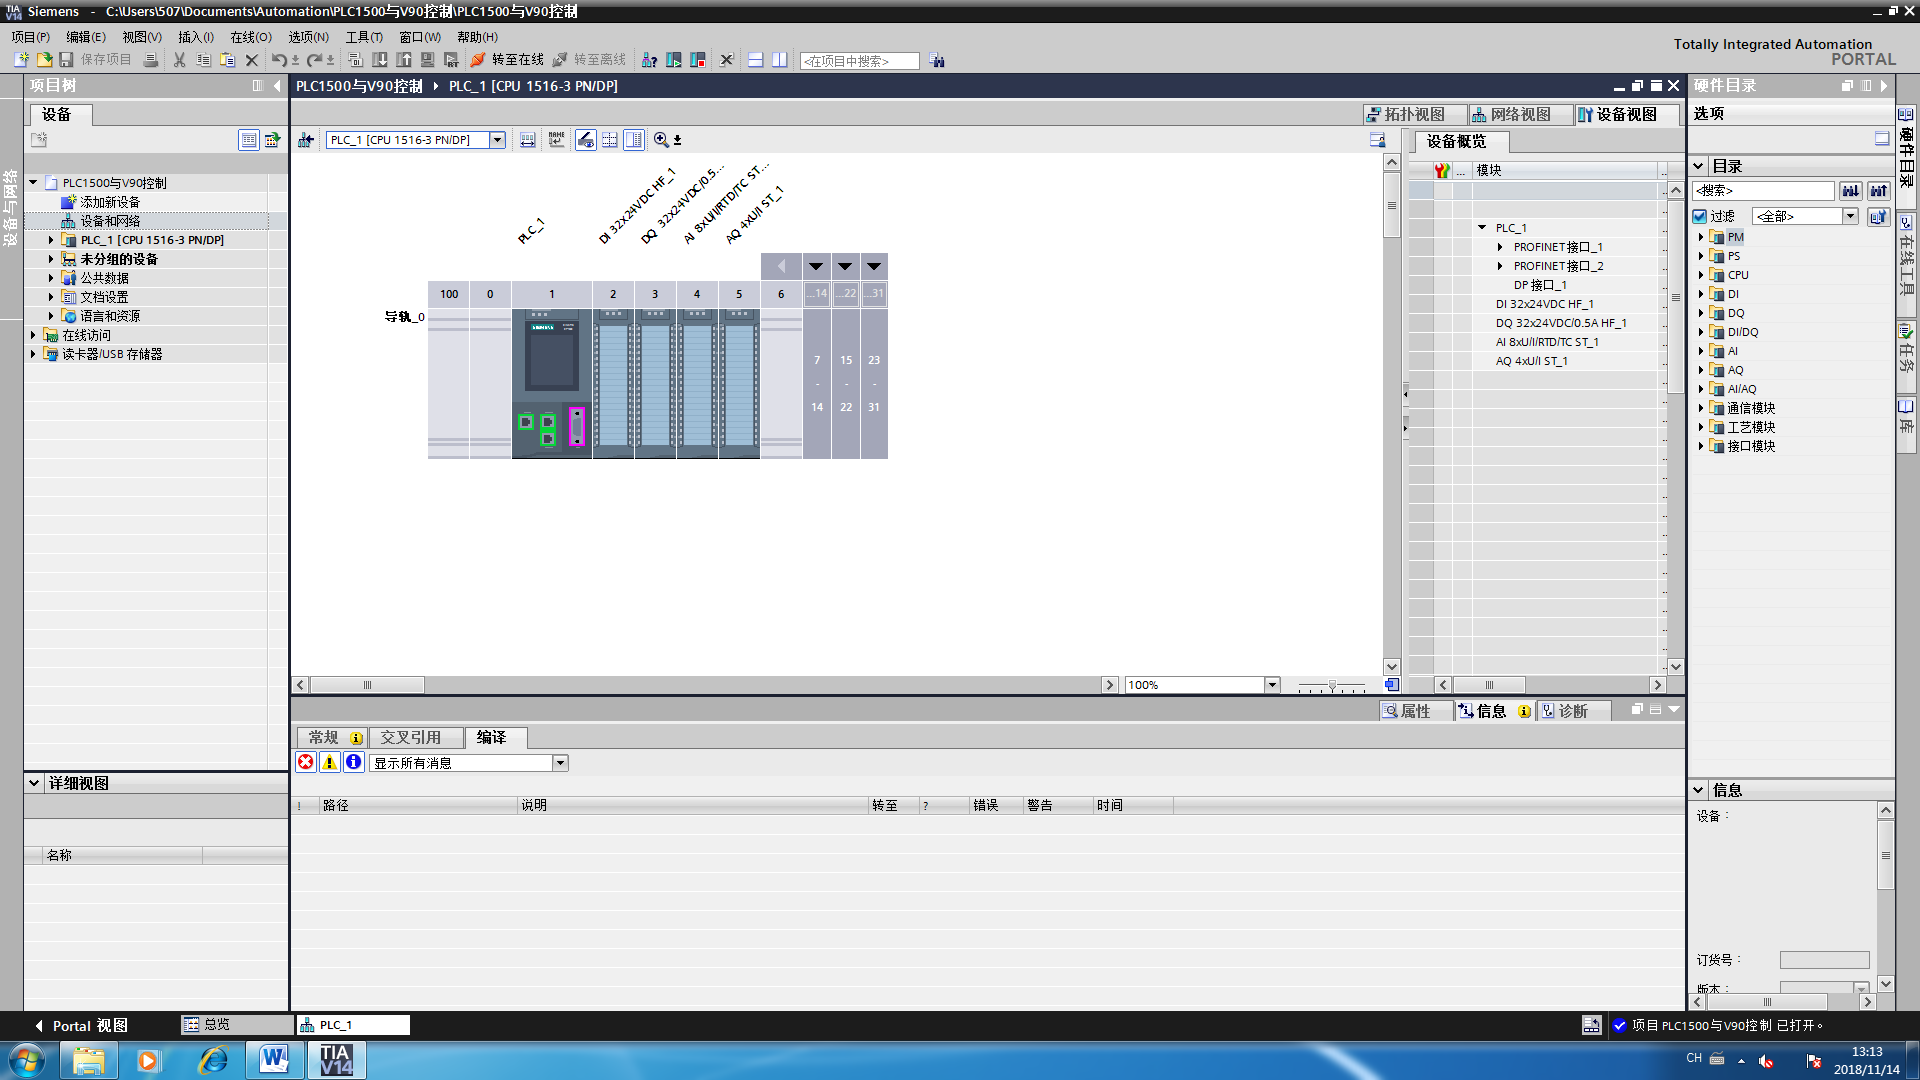 Siemens - C:\Users\507\Documents\Automation\PLC1500与V90控制\PLC1500与V90控制
项目(P) 编辑(E) 视图(V) 插入(I) 在线(O) 选项(N) 工具(T) 窗口(W) 帮助(H)
Totally Integrated Automation
PORTAL
保存项目 转至在线 转至离线 <在项目中搜索>
项目树
PLC1500与V90控制 PLC_1 [CPU 1516-3 PN/DP]
硬件目录
设备
拓扑视图 网络视图 设备视图
选项
PLC_1 [CPU 1516-3 PN/DP]
设备概览
设备与网络
PLC1500与V90控制
添加新设备
设备和网络
PLC_1 [CPU 1516-3 PN/DP]
未分组的设备
公共数据
文档设置
语言和资源
在线访问
读卡器/USB 存储器
详细视图
名称
PLC_1
DI 32x24VDC HF_1
DQ 32x24VDC/0.5...
AI 8xU/I/RTD/TC ST...
AQ 4xU/I ST_1
100 0 1 2 3 4 5 6 ...14 ...22 ...31
导轨_0
SIEMENS
7 15 23
- - -
14 22 31
100%
... 模块
PLC_1
PROFINET接口_1
PROFINET接口_2
DP 接口_1
DI 32x24VDC HF_1
DQ 32x24VDC/0.5A HF_1
AI 8xU/I/RTD/TC ST_1
AQ 4xU/I ST_1
属性 信息 诊断
常规 交叉引用 编译
显示所有消息
! 路径 说明 转至 ? 错误 警告 时间
目录
<搜索>
过滤 <全部>
PM
PS
CPU
DI
DQ
DI/DQ
AI
AQ
AI/AQ
通信模块
工艺模块
接口模块
信息
设备：
订货号：
版本：
硬件目录
在线工具
任务
库
Portal 视图 总览 PLC_1
项目 PLC1500与V90控制 已打开。
TIA V14
CH
13:13
2018/11/14